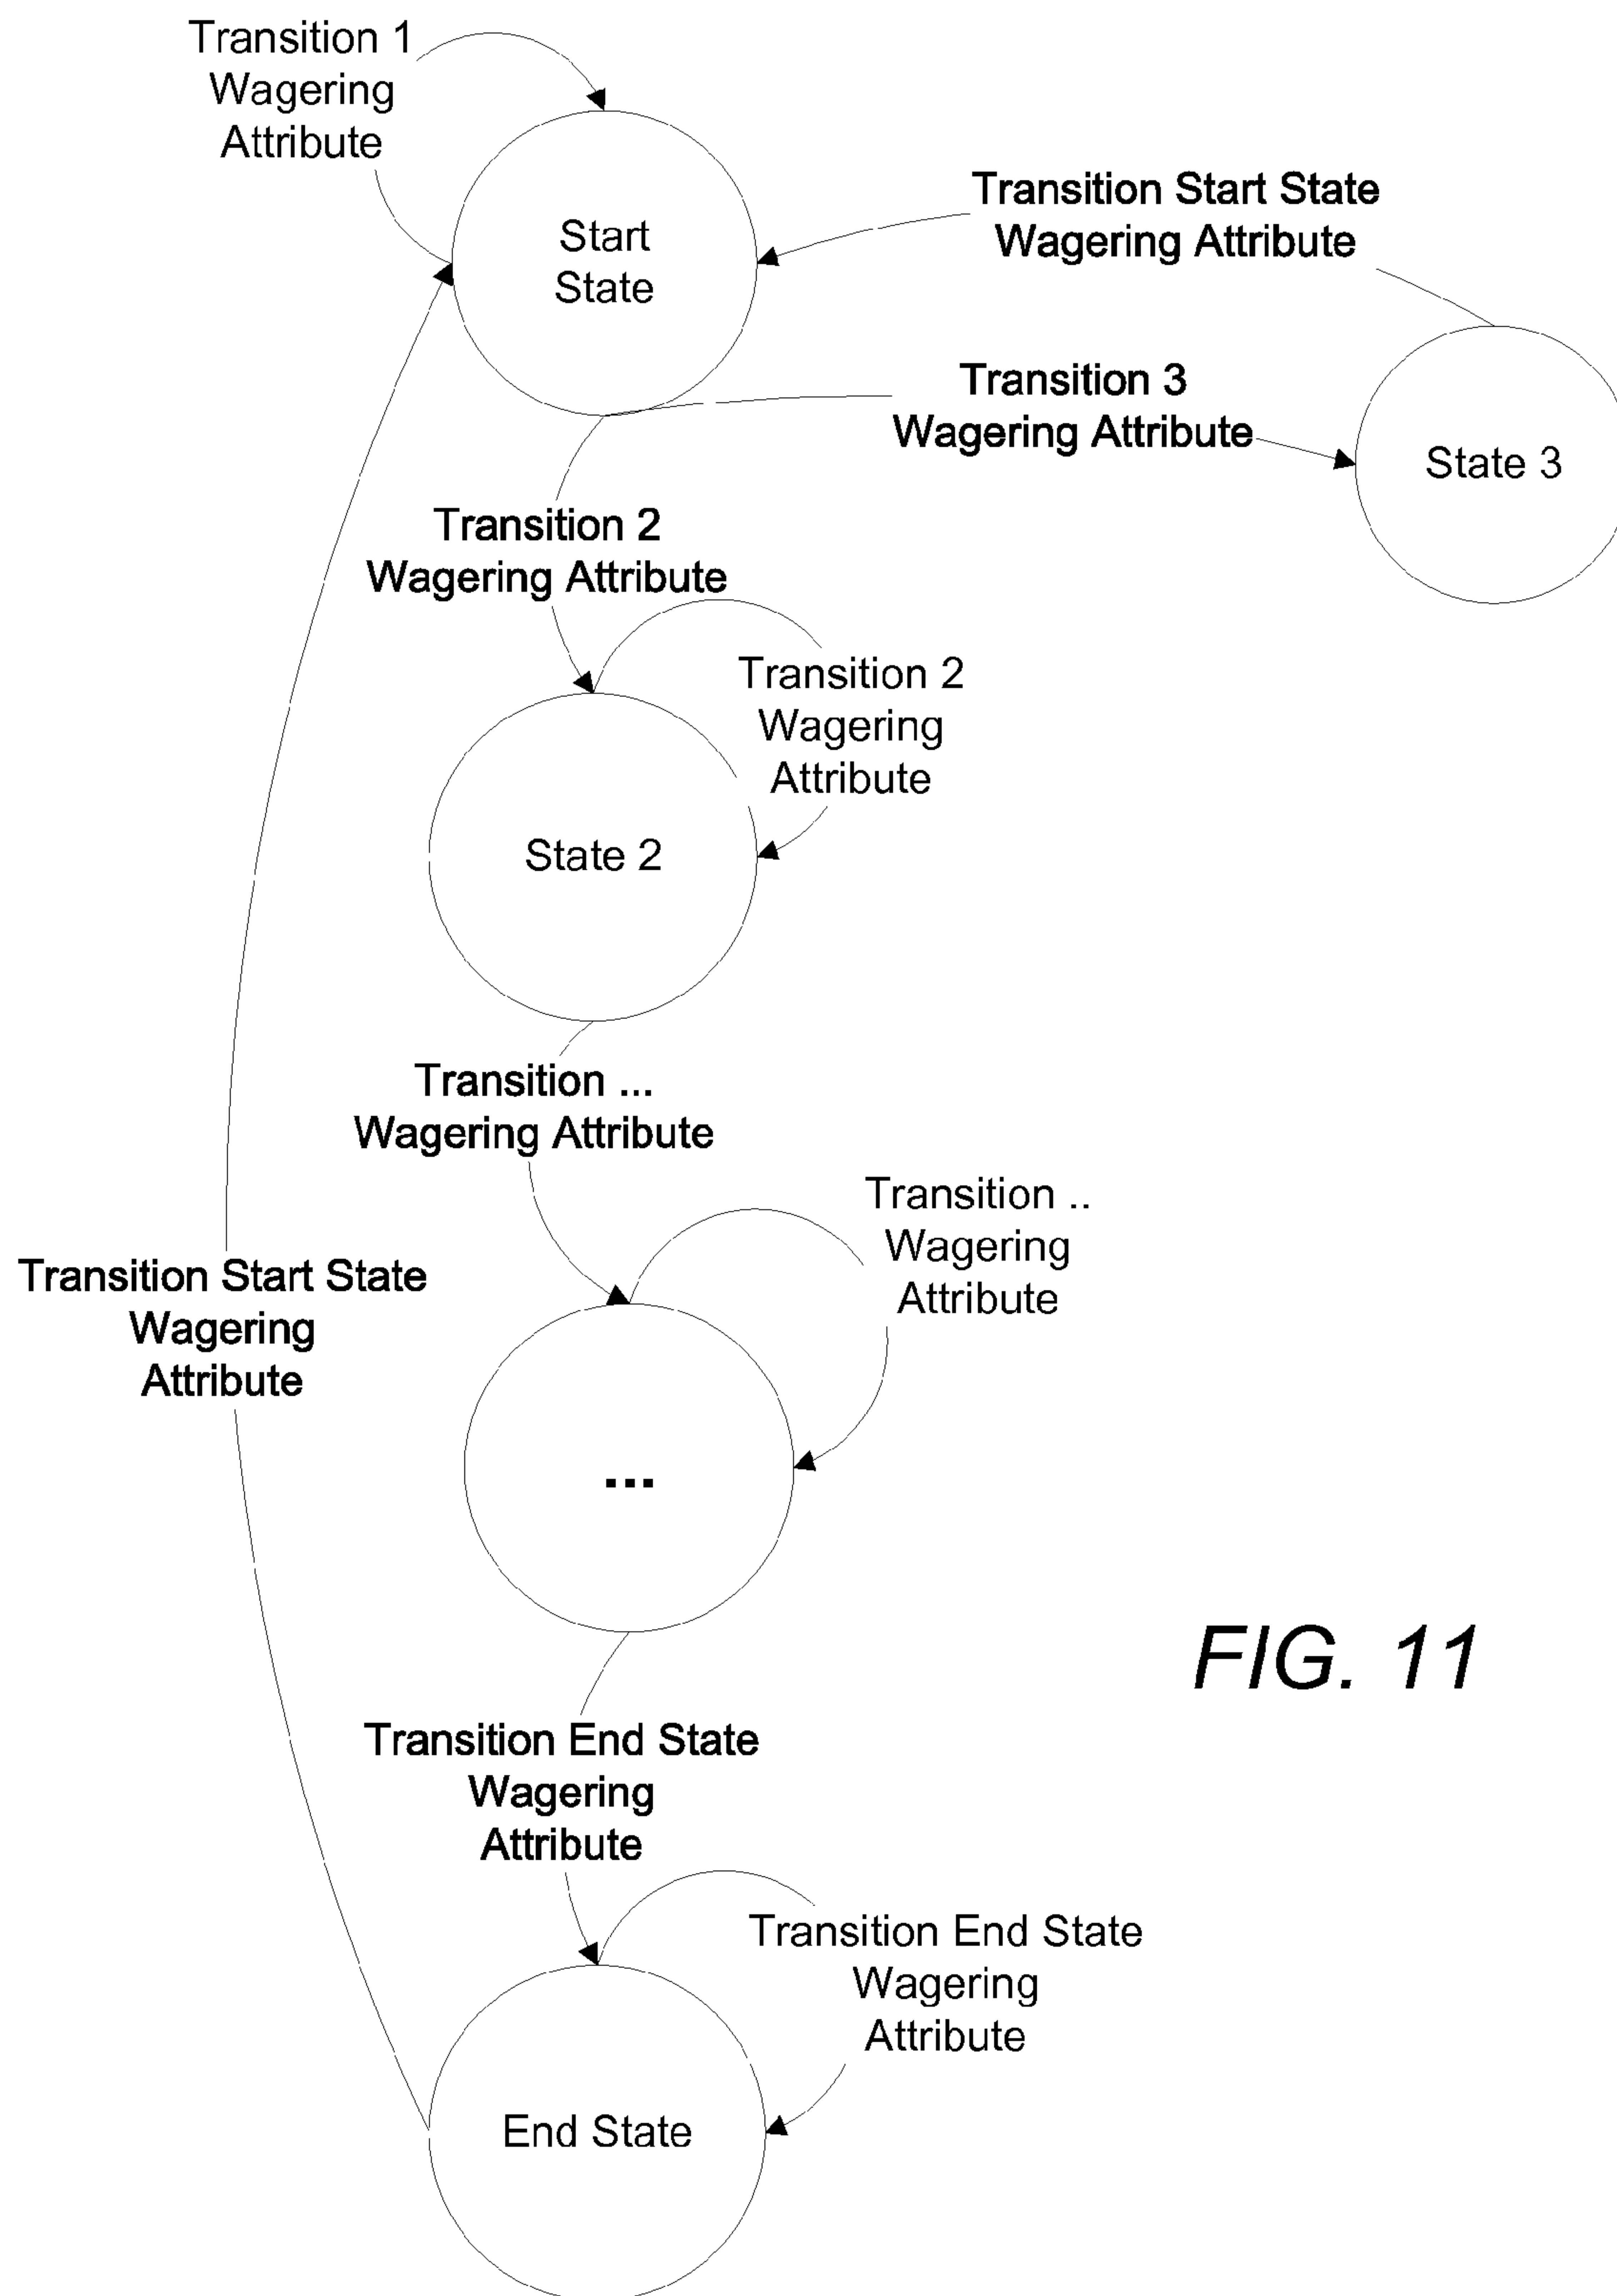 Transition 1
Wagering
Attribute
Start
State
Transition Start State
Wagering Attribute
Transition 3
Wagering Attribute
State 3
Transition 2
Wagering Attribute
Transition 2
Wagering
Attribute
State 2
Transition ...
Wagering Attribute
Transition ..
Wagering
Attribute
Transition Start State
Wagering
Attribute
...
FIG. 11
Transition End State
Wagering
Attribute
Transition End State
Wagering
Attribute
End State